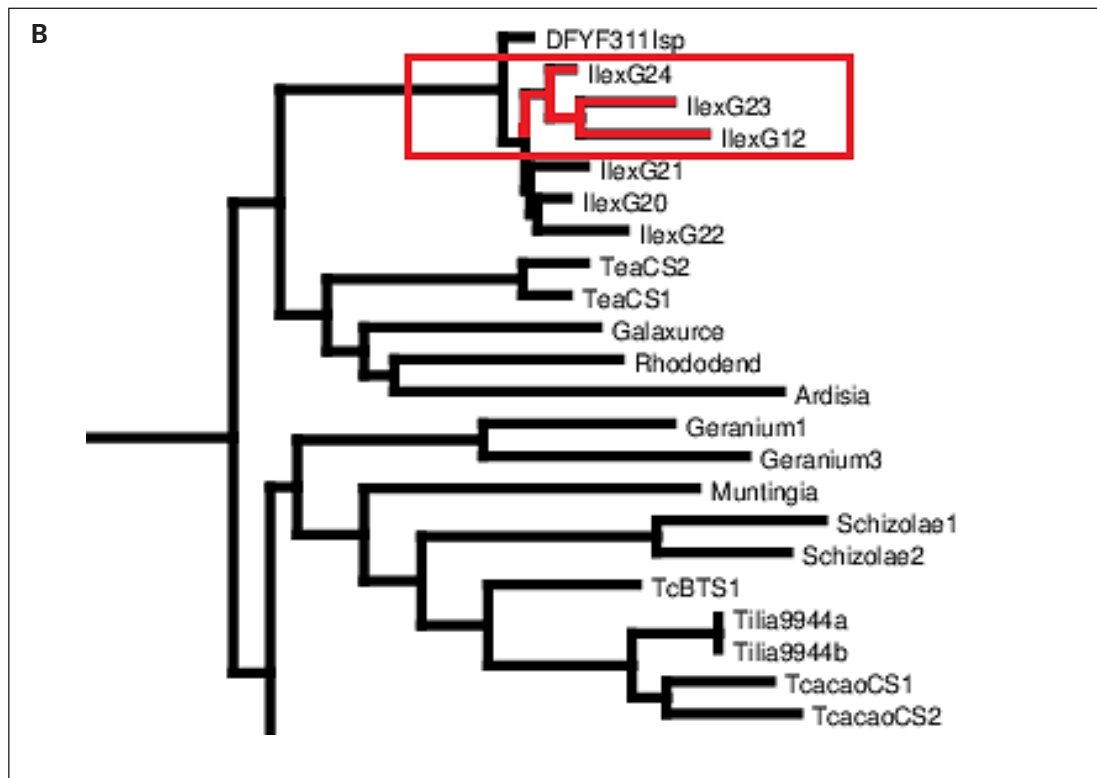 B
DFYF311Isp
IlexG24
IlexG23
IlexG12
IlexG21
IlexG20
IlexG22
TeaCS2
TeaCS1
Galaxurce
Rhododend
Ardisia
Geranium1
Geranium3
Muntingia
Schizolae1
Schizolae2
TcBTS1
Tilia9944a
Tilia9944b
TcacaoCS1
TcacaoCS2